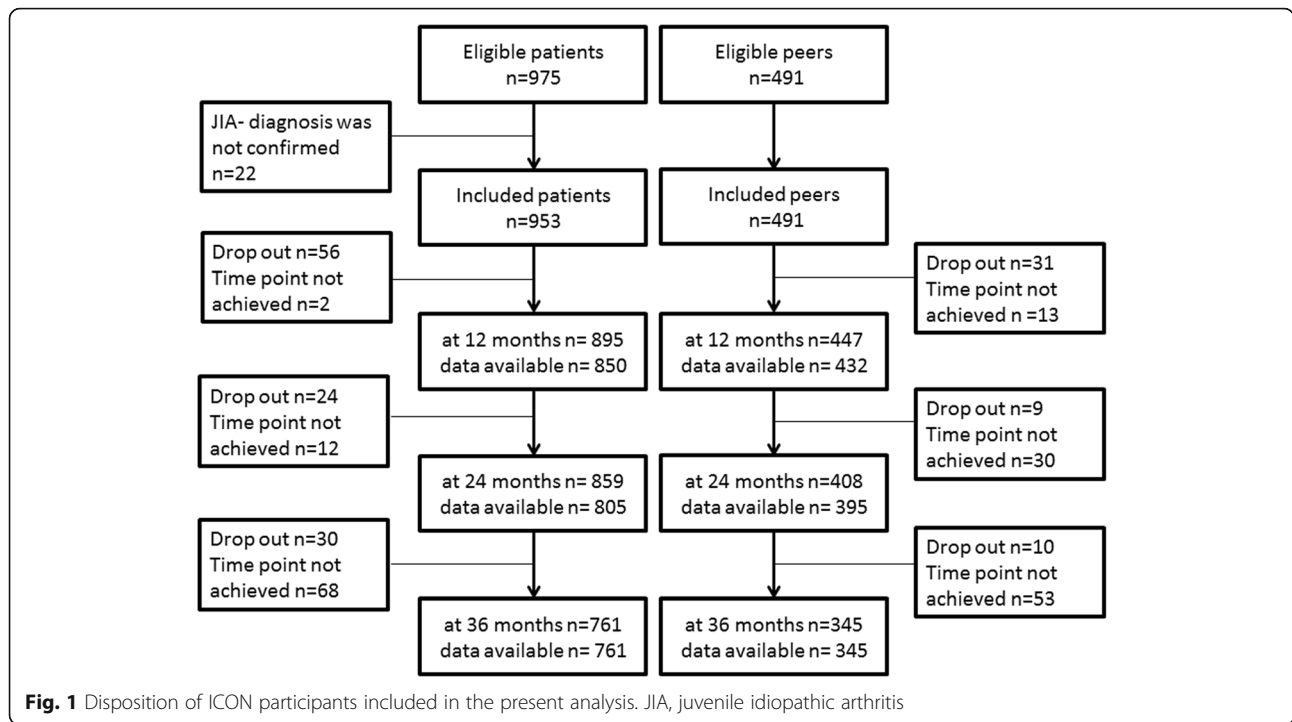 Eligible patients
n=975
Eligible peers
n=491
JIA- diagnosis was
not confirmed
n=22
Included patients
n=953
Included peers
n=491
Drop out n=56
Time point not
achieved n=2
Drop out n=31
Time point not
achieved n =13
at 12 months n= 895
data available n= 850
at 12 months n=447
data available n= 432
Drop out n=24
Time point not
achieved n=12
Drop out n=9
Time point not
achieved n=30
at 24 months n= 859
data available n= 805
at 24 months n=408
data available n= 395
Drop out n=30
Time point not
achieved n=68
Drop out n=10
Time point not
achieved n=53
at 36 months n=761
data available n= 761
at 36 months n=345
data available n= 345
Fig. 1 Disposition of ICON participants included in the present analysis. JIA, juvenile idiopathic arthritis